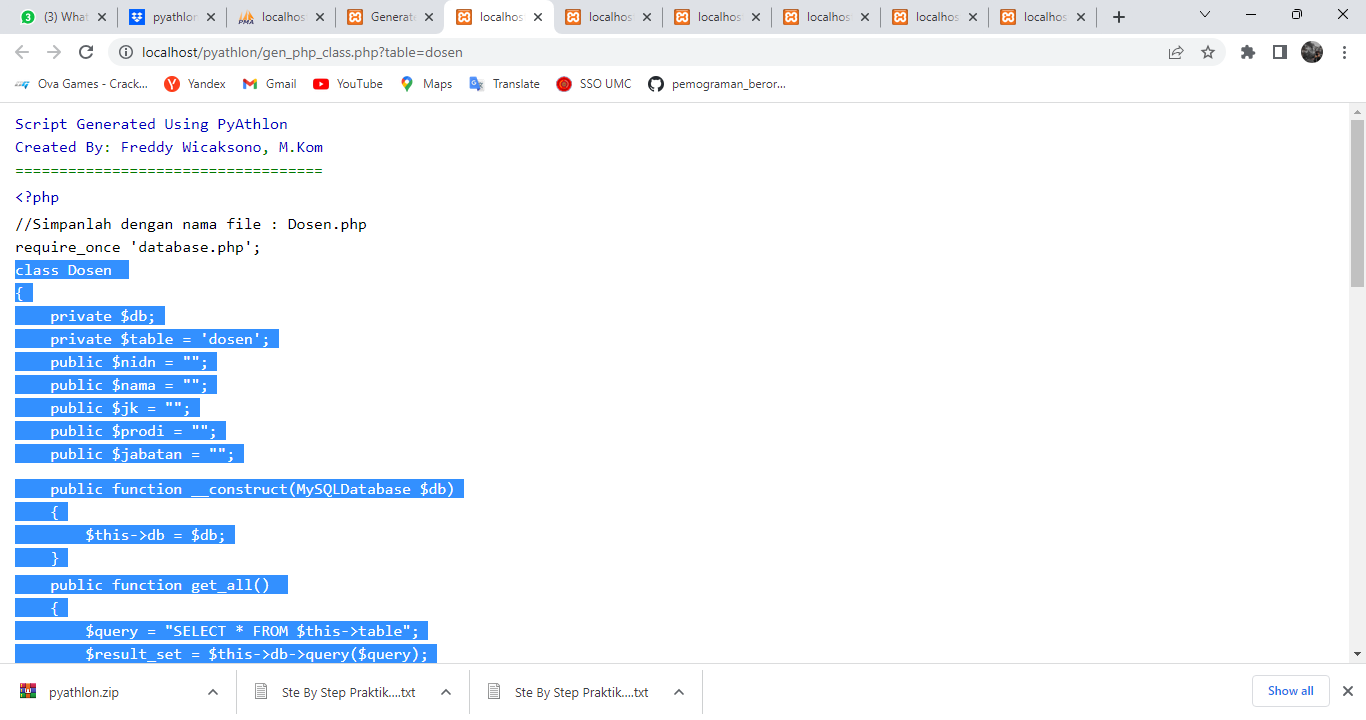 3 (3) What
pyathlon
PMA localhos
Generat
localhos
localhos
localhos
localhos
localhos
localhos
localhost/pyathlon/gen_php_class.php?table=dosen
Ova Games - Crack...
Yandex
Gmail
YouTube
Maps
Translate
SSO UMC
pemograman_beror...
Script Generated Using PyAthlon
Created By: Freddy Wicaksono, M.Kom
===================================
<?php
//Simpanlah dengan nama file : Dosen.php
require_once 'database.php';
class Dosen
{
    private $db;
    private $table = 'dosen';
    public $nidn = "";
    public $nama = "";
    public $jk = "";
    public $prodi = "";
    public $jabatan = "";
    public function __construct(MySQLDatabase $db)
    {
        $this->db = $db;
    }
    public function get_all()
    {
        $query = "SELECT * FROM $this->table";
        $result_set = $this->db->query($query);
pyathlon.zip
Ste By Step Praktik....txt
Ste By Step Praktik....txt
Show all